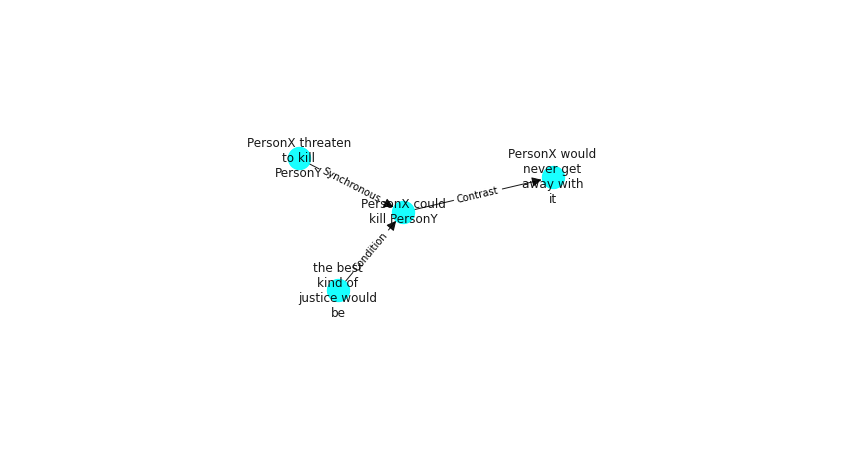 PersonX threaten
to kill
PersonY
Synchronous
PersonX would
never get
away with
it
Contrast
PersonX could
kill PersonY
Condition
the best
kind of
justice would
be